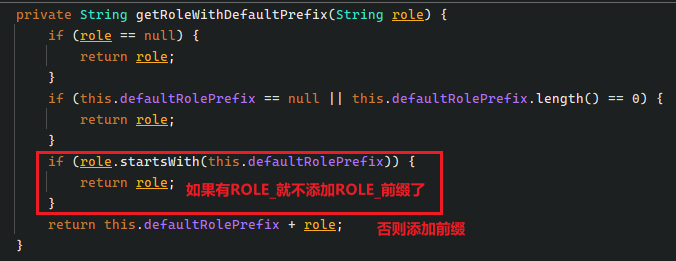 private String getRoleWithDefaultPrefix(String role) {
if (role == null) {
return role;
}
if (this.defaultRolePrefix == null || this.defaultRolePrefix.length() == 0) {
return role;
}
if (role.startsWith(this.defaultRolePrefix)) {
return role; 如果有ROLE_就不添加ROLE_前缀了
}
return this.defaultRolePrefix + role; 否则添加前缀
}